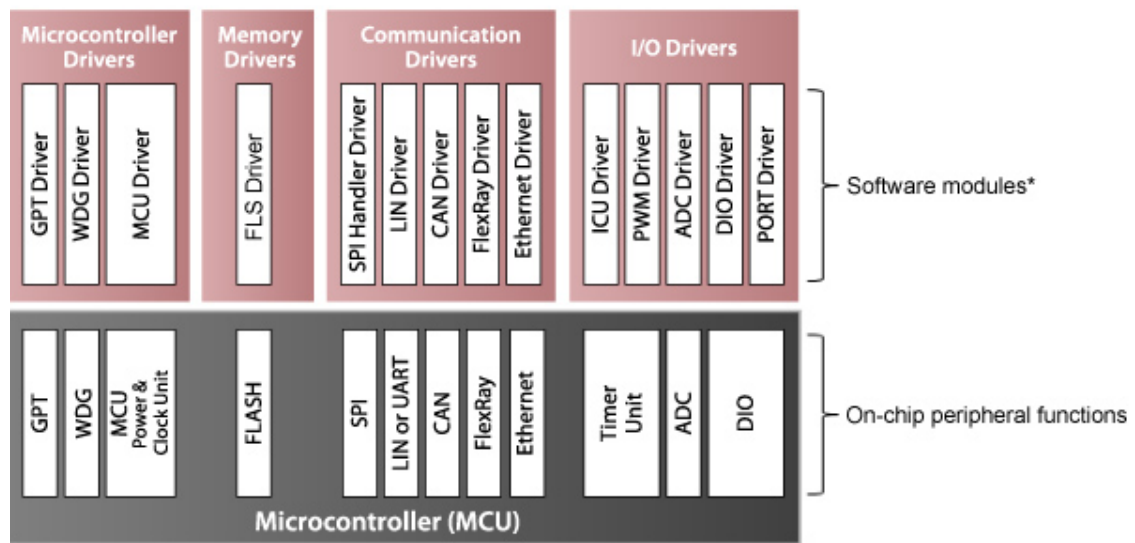 Microcontroller
Drivers
GPT Driver
WDG Driver
MCU Driver
Memory
Drivers
FLS Driver
Communication
Drivers
SPI Handler Driver
LIN Driver
CAN Driver
FlexRay Driver
Ethernet Driver
I/O Drivers
ICU Driver
PWM Driver
ADC Driver
DIO Driver
PORT Driver
Software modules*
GPT
WDG
MCU
Power &
Clock Unit
FLASH
SPI
LIN or UART
CAN
FlexRay
Ethernet
Timer
Unit
ADC
DIO
On-chip peripheral functions
Microcontroller (MCU)